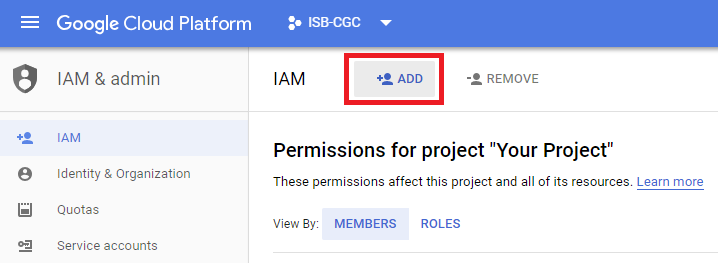 Google Cloud Platform
ISB-CGC
IAM & admin
IAM
ADD
REMOVE
IAM
Identity & Organization
Quotas
Service accounts
Permissions for project "Your Project"
These permissions affect this project and all of its resources. Learn more
View By: MEMBERS ROLES